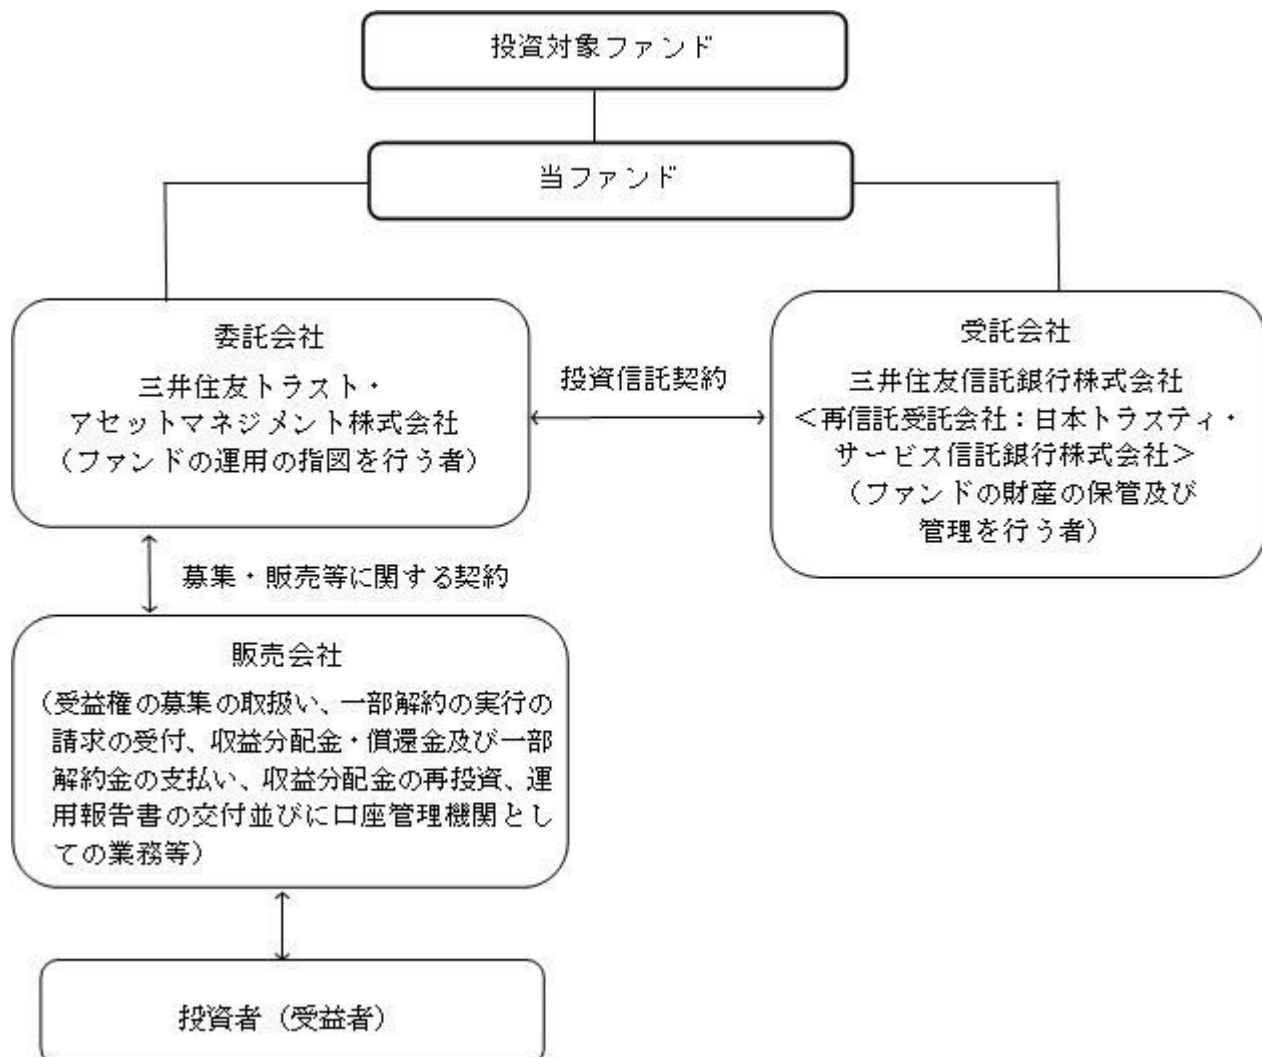 投資対象ファンド
当ファンド
委託会社
三井住友トラスト・
アセットマネジメント株式会社
（ファンドの運用の指図を行う者）
投資信託契約
受託会社
三井住友信託銀行株式会社
＜再信託受託会社：日本トラスティ・
サービス信託銀行株式会社＞
（ファンドの財産の保管及び
管理を行う者）
募集・販売等に関する契約
販売会社
（受益権の募集の取扱い、一部解約の実行の
請求の受付、収益分配金・償還金及び一部
解約金の支払い、収益分配金の再投資、運
用報告書の交付並びに口座管理機関とし
ての業務等）
投資者（受益者）